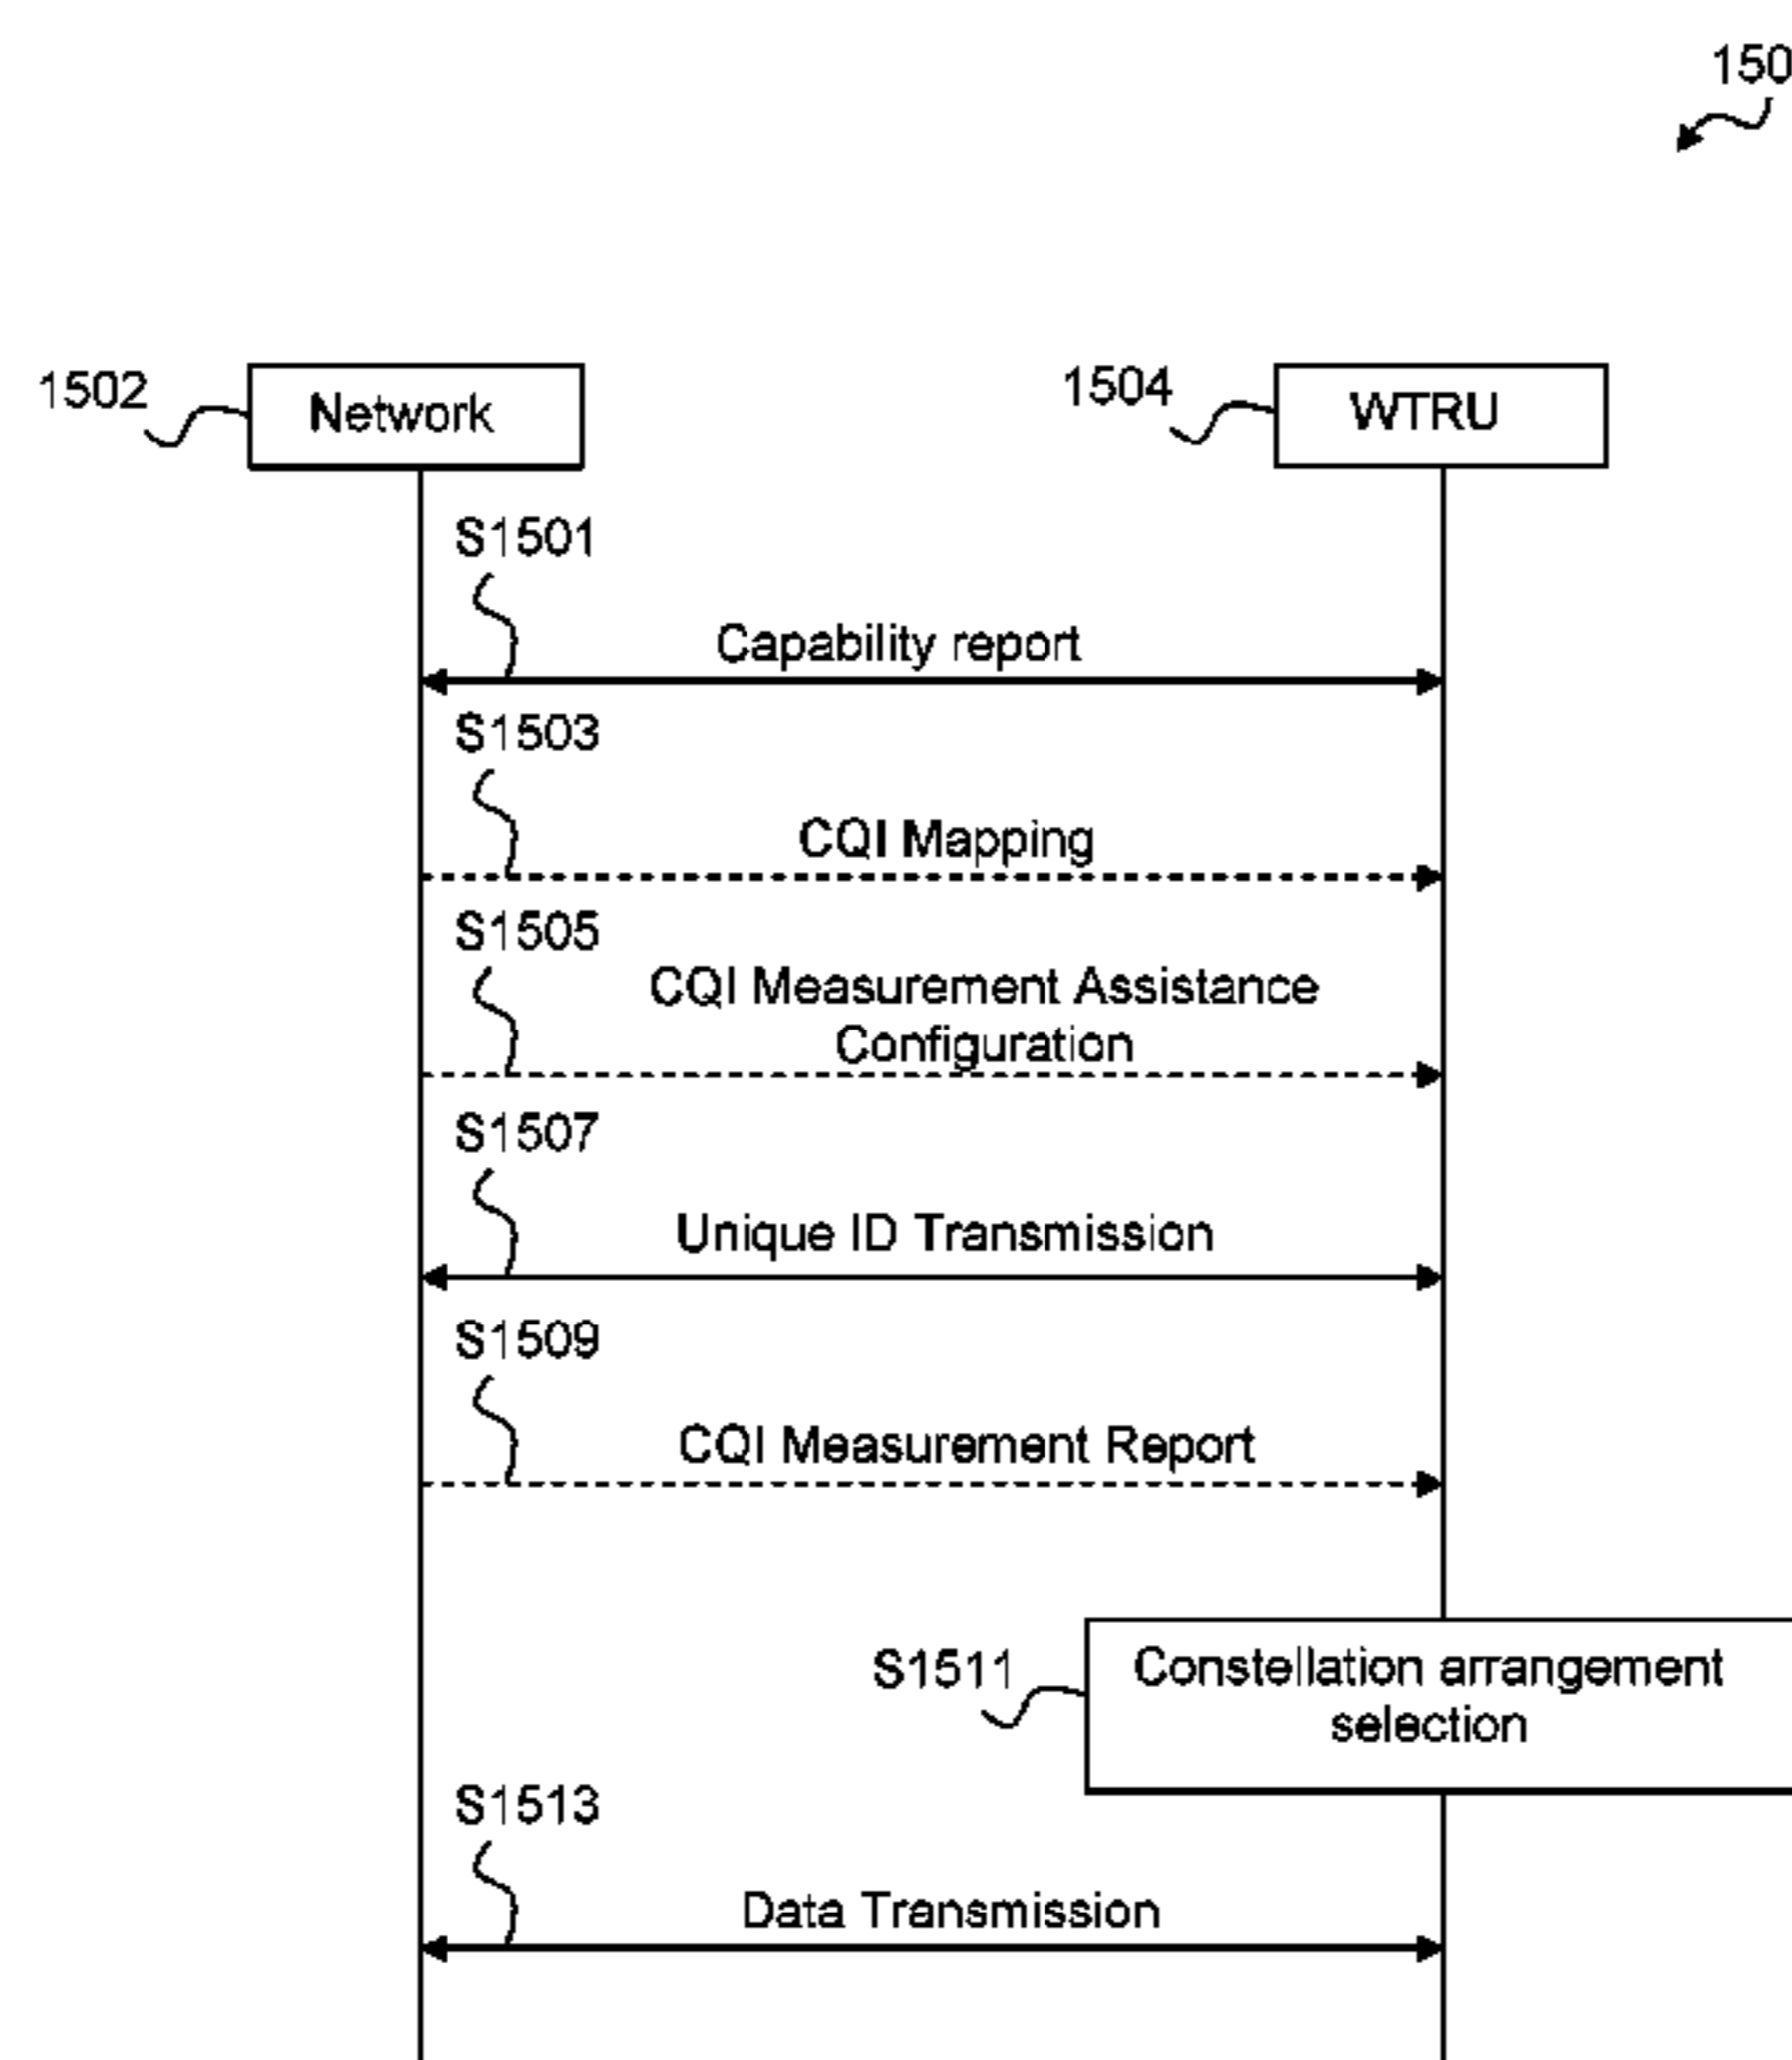 150
1502
Network
1504
WTRU
S1501
Capability report
S1503
CQI Mapping
S1505
CQI Measurement Assistance
Configuration
S1507
Unique ID Transmission
S1509
CQI Measurement Report
S1511
Constellation arrangement
selection
S1513
Data Transmission